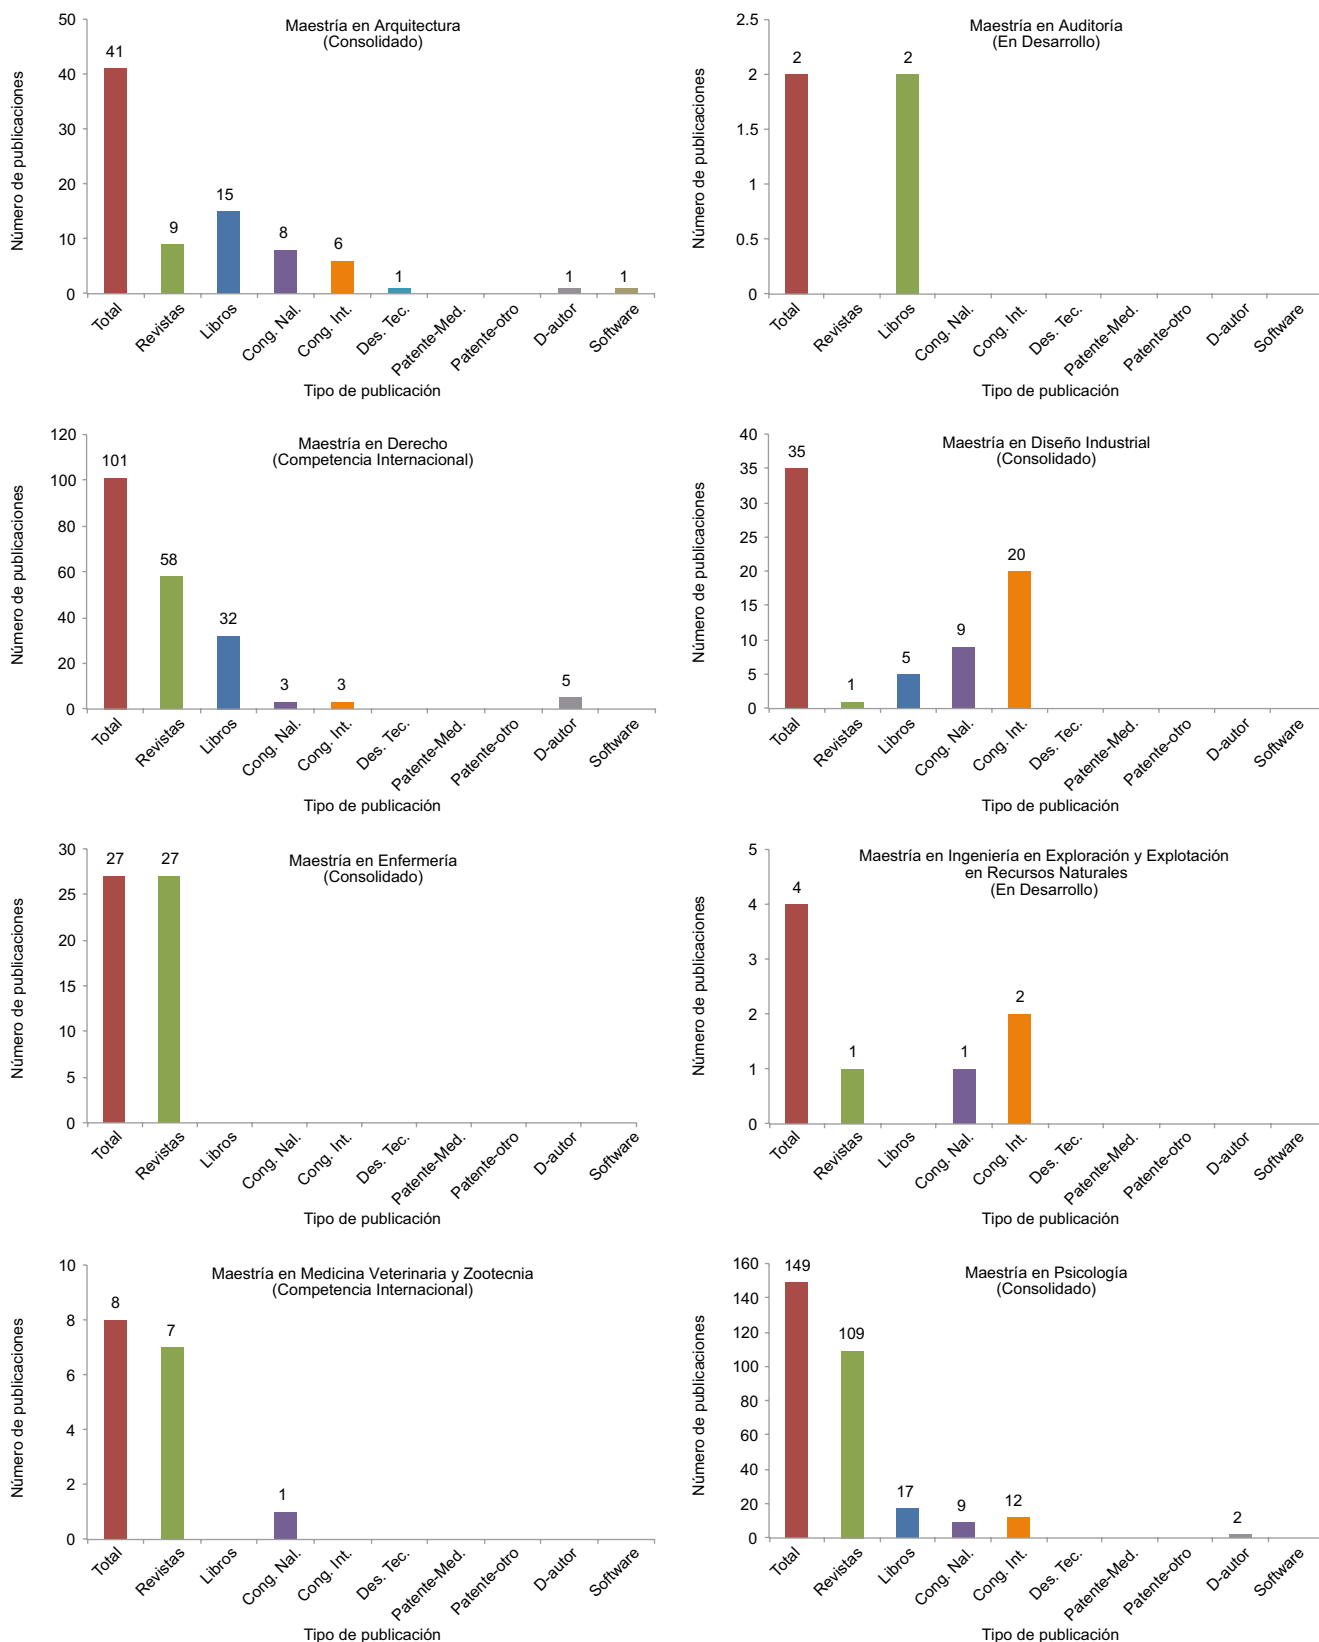 Maestría en Arquitectura
(Consolidado)
Número de publicaciones
50
40
30
20
10
0
41
9
15
8
6
1
1
1
Total
Revistas
Libros
Cong. Nal.
Cong. Int.
Des. Tec.
Patente-Med.
Patente-otro
D-autor
Software
Tipo de publicación
Maestría en Auditoría
(En Desarrollo)
Número de publicaciones
2.5
2
1.5
1
0.5
0
2
2
Total
Revistas
Libros
Cong. Nal.
Cong. Int.
Des. Tec.
Patente-Med.
Patente-otro
D-autor
Software
Tipo de publicación
Maestría en Derecho
(Competencia Internacional)
Número de publicaciones
120
100
80
60
40
20
0
101
58
32
3
3
5
Total
Revistas
Libros
Cong. Nal.
Cong. Int.
Des. Tec.
Patente-Med.
Patente-otro
D-autor
Software
Tipo de publicación
Maestría en Diseño Industrial
(Consolidado)
Número de publicaciones
40
35
30
25
20
15
10
5
0
35
1
5
9
20
Total
Revistas
Libros
Cong. Nal.
Cong. Int.
Des. Tec.
Patente-Med.
Patente-otro
D-autor
Software
Tipo de publicación
Maestría en Enfermería
(Consolidado)
Número de publicaciones
30
25
20
15
10
5
0
27
27
Total
Revistas
Libros
Cong. Nal.
Cong. Int.
Des. Tec.
Patente-Med.
Patente-otro
D-autor
Software
Tipo de publicación
Maestría en Ingeniería en Exploración y Explotación
en Recursos Naturales
(En Desarrollo)
Número de publicaciones
5
4
3
2
1
0
4
1
1
2
Total
Revistas
Libros
Cong. Nal.
Cong. Int.
Des. Tec.
Patente-Med.
Patente-otro
D-autor
Software
Tipo de publicación
Maestría en Medicina Veterinaria y Zootecnia
(Competencia Internacional)
Número de publicaciones
10
8
6
4
2
0
8
7
1
Total
Revistas
Libros
Cong. Nal.
Cong. Int.
Des. Tec.
Patente-Med.
Patente-otro
D-autor
Software
Tipo de publicación
Maestría en Psicología
(Consolidado)
Número de publicaciones
160
140
120
100
80
60
40
20
0
149
109
17
9
12
2
Total
Revistas
Libros
Cong. Nal.
Cong. Int.
Des. Tec.
Patente-Med.
Patente-otro
D-autor
Software
Tipo de publicación